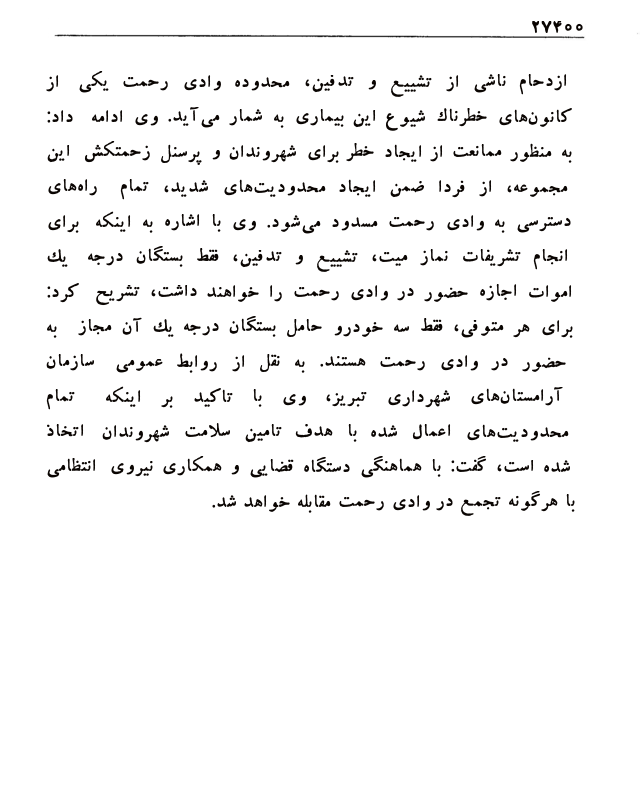 ۲۷۴۰۰
ازدحام ناشی از تشییع و تدفین، محدوده وادی رحمت یکی از
کانون‌های خطرناك شیوع این بیماری به شمار می‌آید. وی ادامه داد:
به منظور ممانعت از ایجاد خطر برای شهروندان و پرسنل زحمتکش این
مجموعه، از فردا ضمن ایجاد محدودیت‌های شدید، تمام راه‌های
دسترسی به وادی رحمت مسدود می‌شود. وی با اشاره به اینکه برای
انجام تشریفات نماز میت، تشییع و تدفین، فقط بستگان درجه يك
اموات اجازه حضور در وادی رحمت را خواهند داشت، تشریح کرد:
برای هر متوفی، فقط سه خودرو حامل بستگان درجه يك آن مجاز به
حضور در وادی رحمت هستند. به نقل از روابط عمومی سازمان
آرامستان‌های شهرداری تبریز، وی با تاکید بر اینکه تمام
محدودیت‌های اعمال شده با هدف تامین سلامت شهروندان اتخاذ
شده است، گفت: با هماهنگی دستگاه قضایی و همکاری نیروی انتظامی
با هرگونه تجمع در وادی رحمت مقابله خواهد شد.